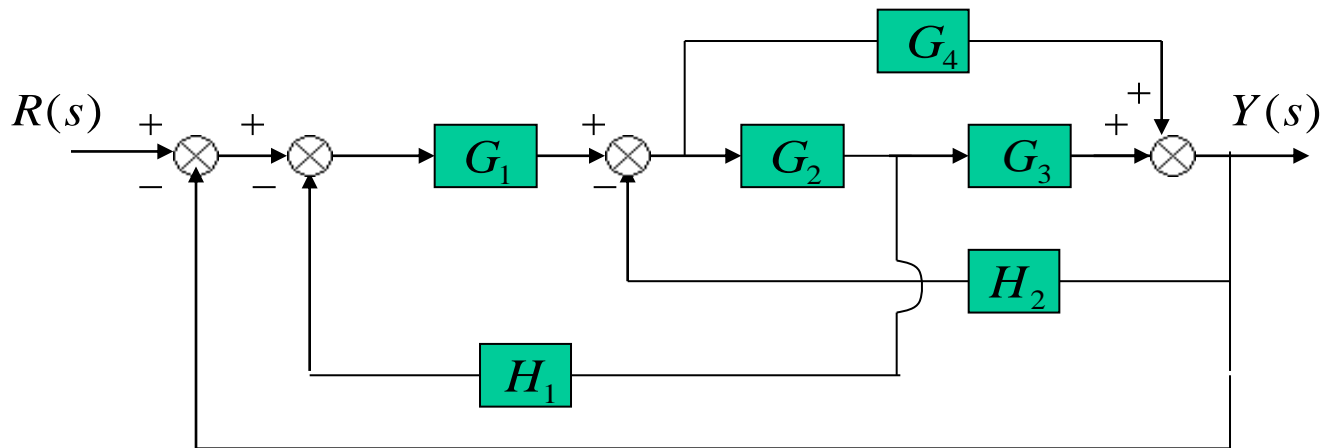 G₄
R(s) + + + + + Y(s)
G₁ G₂ G₃
− − −
H₂
H₁